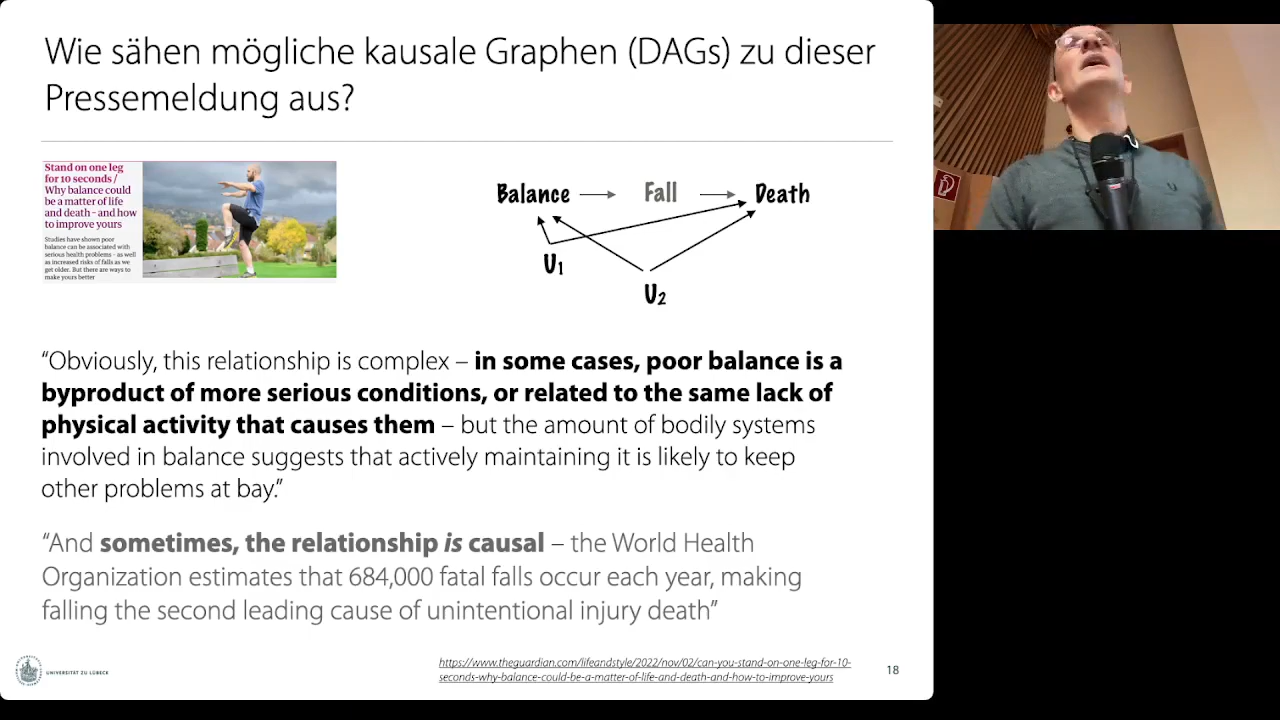 Wie sähen mögliche kausale Graphen (DAGs) zu dieser
Pressemeldung aus?
Stand on one leg
for 10 seconds /
Why balance could
be a matter of life
and death – and how
to improve yours
Studies have shown poor
balance can be associated with
serious health problems – as well
as increased risks of falls as we
get older. But there are ways to
make yours better
Balance
Fall
Death
U1
U2
“Obviously, this relationship is complex – in some cases, poor balance is a
byproduct of more serious conditions, or related to the same lack of
physical activity that causes them – but the amount of bodily systems
involved in balance suggests that actively maintaining it is likely to keep
other problems at bay.”
“And sometimes, the relationship is causal – the World Health
Organization estimates that 684,000 fatal falls occur each year, making
falling the second leading cause of unintentional injury death”
UNIVERSITÄT ZU LÜBECK
https://www.theguardian.com/lifeandstyle/2022/nov/02/can-you-stand-on-one-leg-for-10-
seconds-why-balance-could-be-a-matter-of-life-and-death-and-how-to-improve-yours
18